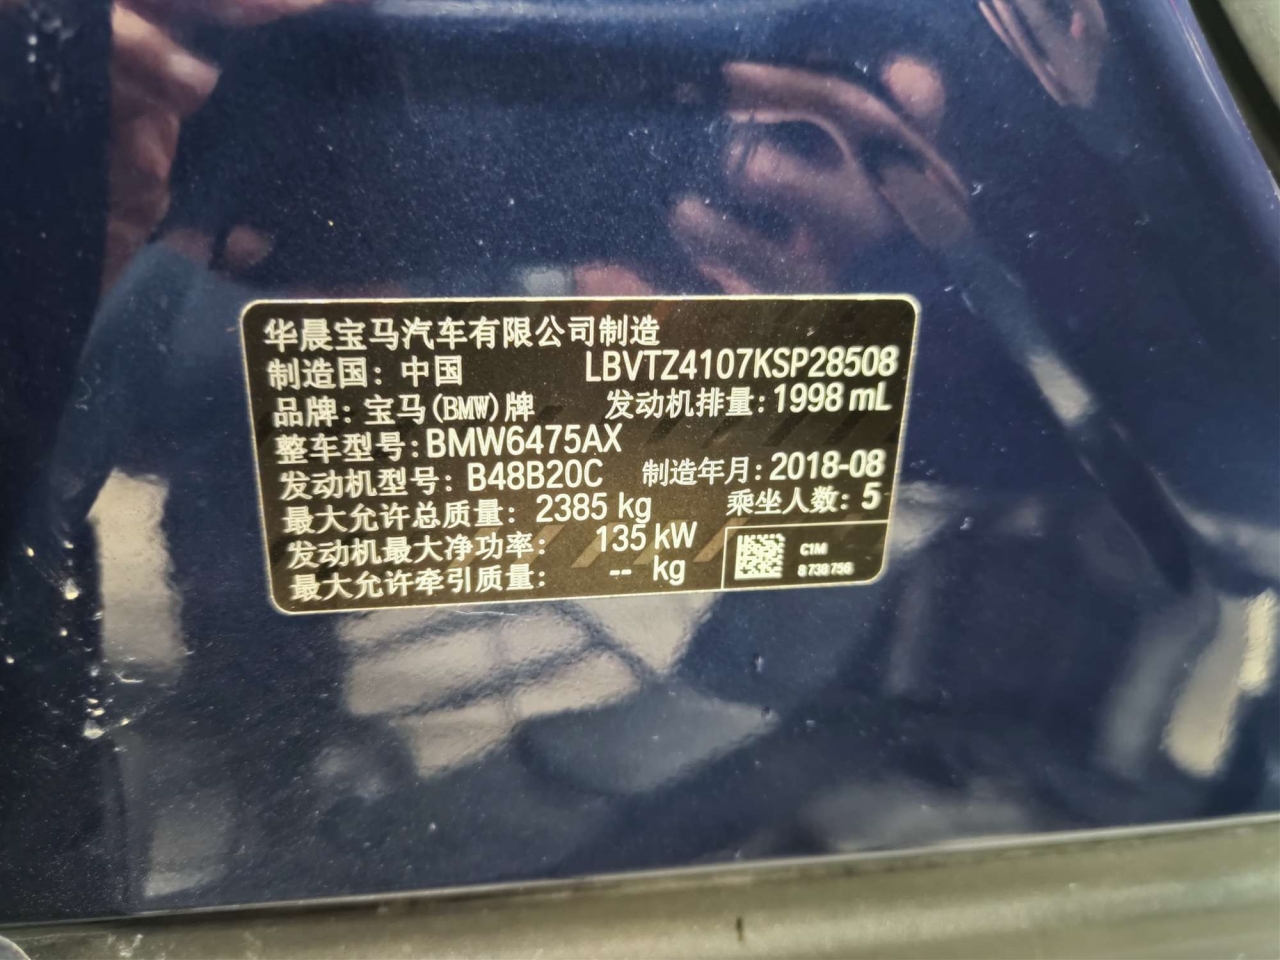 华晨宝马汽车有限公司制造
制造国：中国 LBVTZ4107KSP28508
品牌：宝马(BMW)牌 发动机排量：1998 mL
整车型号：BMW6475AX
发动机型号：B48B20C 制造年月：2018-08
最大允许总质量：2385 kg 乘坐人数：5
发动机最大净功率：135 kW
最大允许牵引质量：-- kg
C1MI
8 738 756